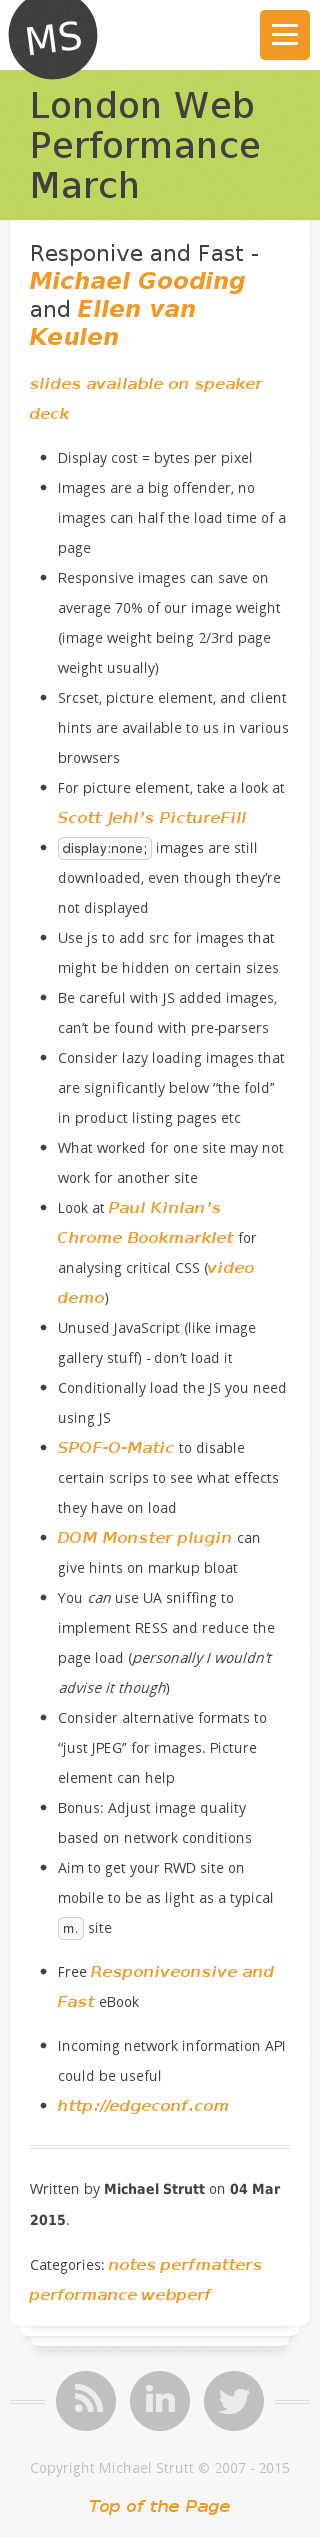 MS
London Web
Performance
March
Responive and Fast -
Michael Gooding
and Ellen van
Keulen
slides available on speaker
deck
Display cost = bytes per pixel
Images are a big offender, no
images can half the load time of a
page
Responsive images can save on
average 70% of our image weight
(image weight being 2/3rd page
weight usually)
Srcset, picture element, and client
hints are available to us in various
browsers
For picture element, take a look at
Scott Jehl's PictureFill
display:none; images are still
downloaded, even though they're
not displayed
Use js to add src for images that
might be hidden on certain sizes
Be careful with JS added images,
can't be found with pre-parsers
Consider lazy loading images that
are significantly below “the fold”
in product listing pages etc
What worked for one site may not
work for another site
Look at Paul Kinlan's
Chrome Bookmarklet for
analysing critical CSS (video
demo)
Unused JavaScript (like image
gallery stuff) - don't load it
Conditionally load the JS you need
using JS
SPOF-O-Matic to disable
certain scrips to see what effects
they have on load
DOM Monster plugin can
give hints on markup bloat
You can use UA sniffing to
implement RESS and reduce the
page load (personally I wouldn't
advise it though)
Consider alternative formats to
“just JPEG” for images. Picture
element can help
Bonus: Adjust image quality
based on network conditions
Aim to get your RWD site on
mobile to be as light as a typical
m. site
Free Responiveonsive and
Fast eBook
Incoming network information API
could be useful
http://edgeconf.com
Written by Michael Strutt on 04 Mar
2015.
Categories: notes perfmatters
performance webperf
in
Copyright Michael Strutt © 2007 - 2015
Top of the Page